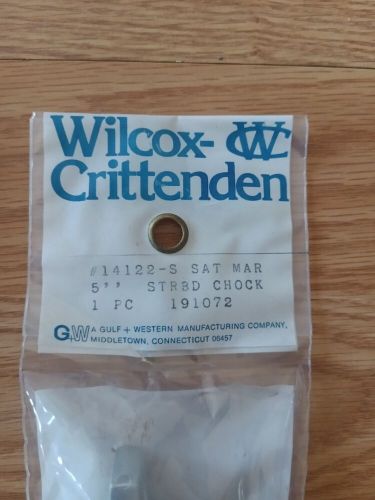 Wilcox- WC
Crittenden
#14122-S SAT MAR
5'' STRBD CHOCK
1 PC 191072
G+W A GULF + WESTERN MANUFACTURING COMPANY,
MIDDLETOWN, CONNECTICUT 06457